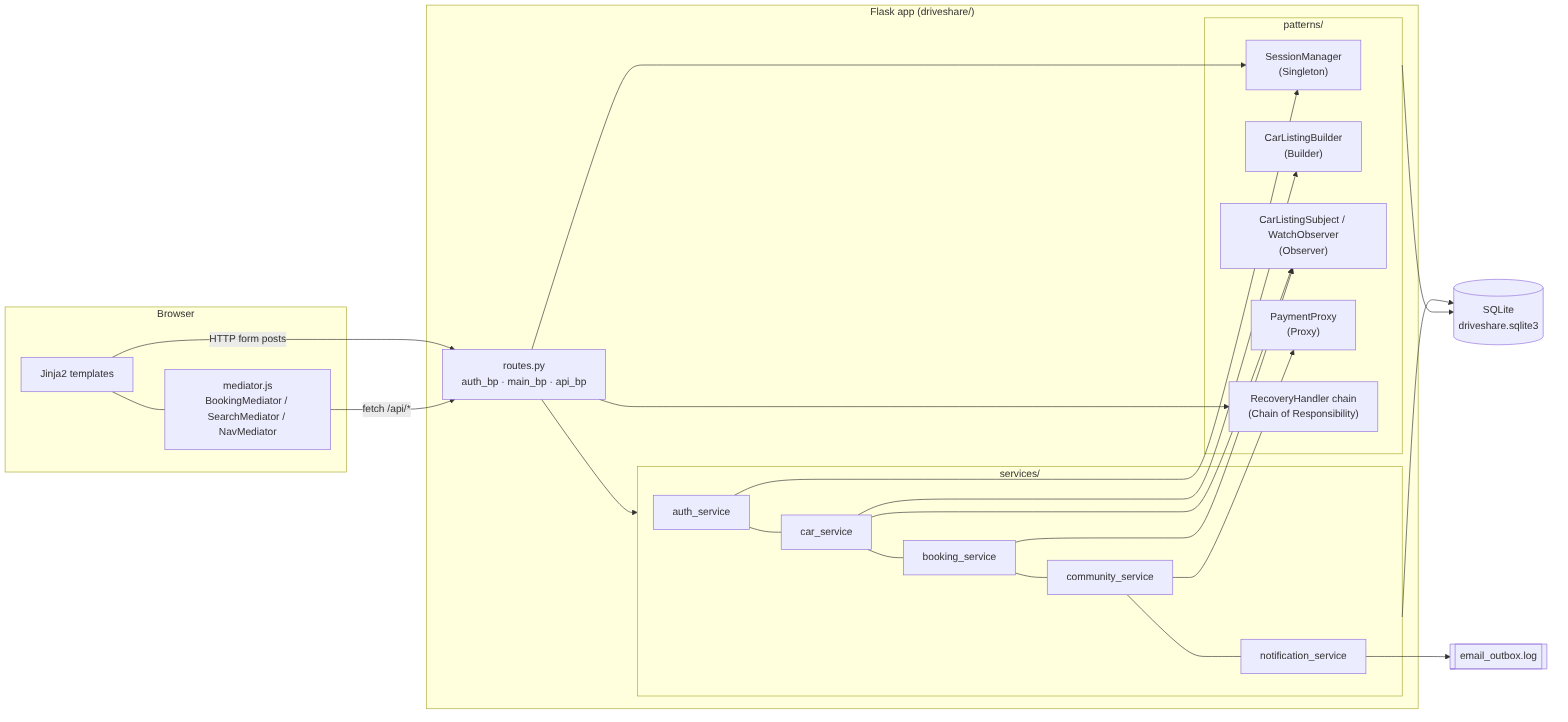 Flask app (driveshare/)
patterns/
SessionManager
(Singleton)
CarListingBuilder
(Builder)
CarListingSubject /
WatchObserver
(Observer)
PaymentProxy
(Proxy)
RecoveryHandler chain
(Chain of Responsibility)
Browser
Jinja2 templates
mediator.js
BookingMediator /
SearchMediator /
NavMediator
HTTP form posts
fetch /api/*
routes.py
auth_bp · main_bp · api_bp
services/
auth_service
car_service
booking_service
community_service
notification_service
SQLite
driveshare.sqlite3
email_outbox.log